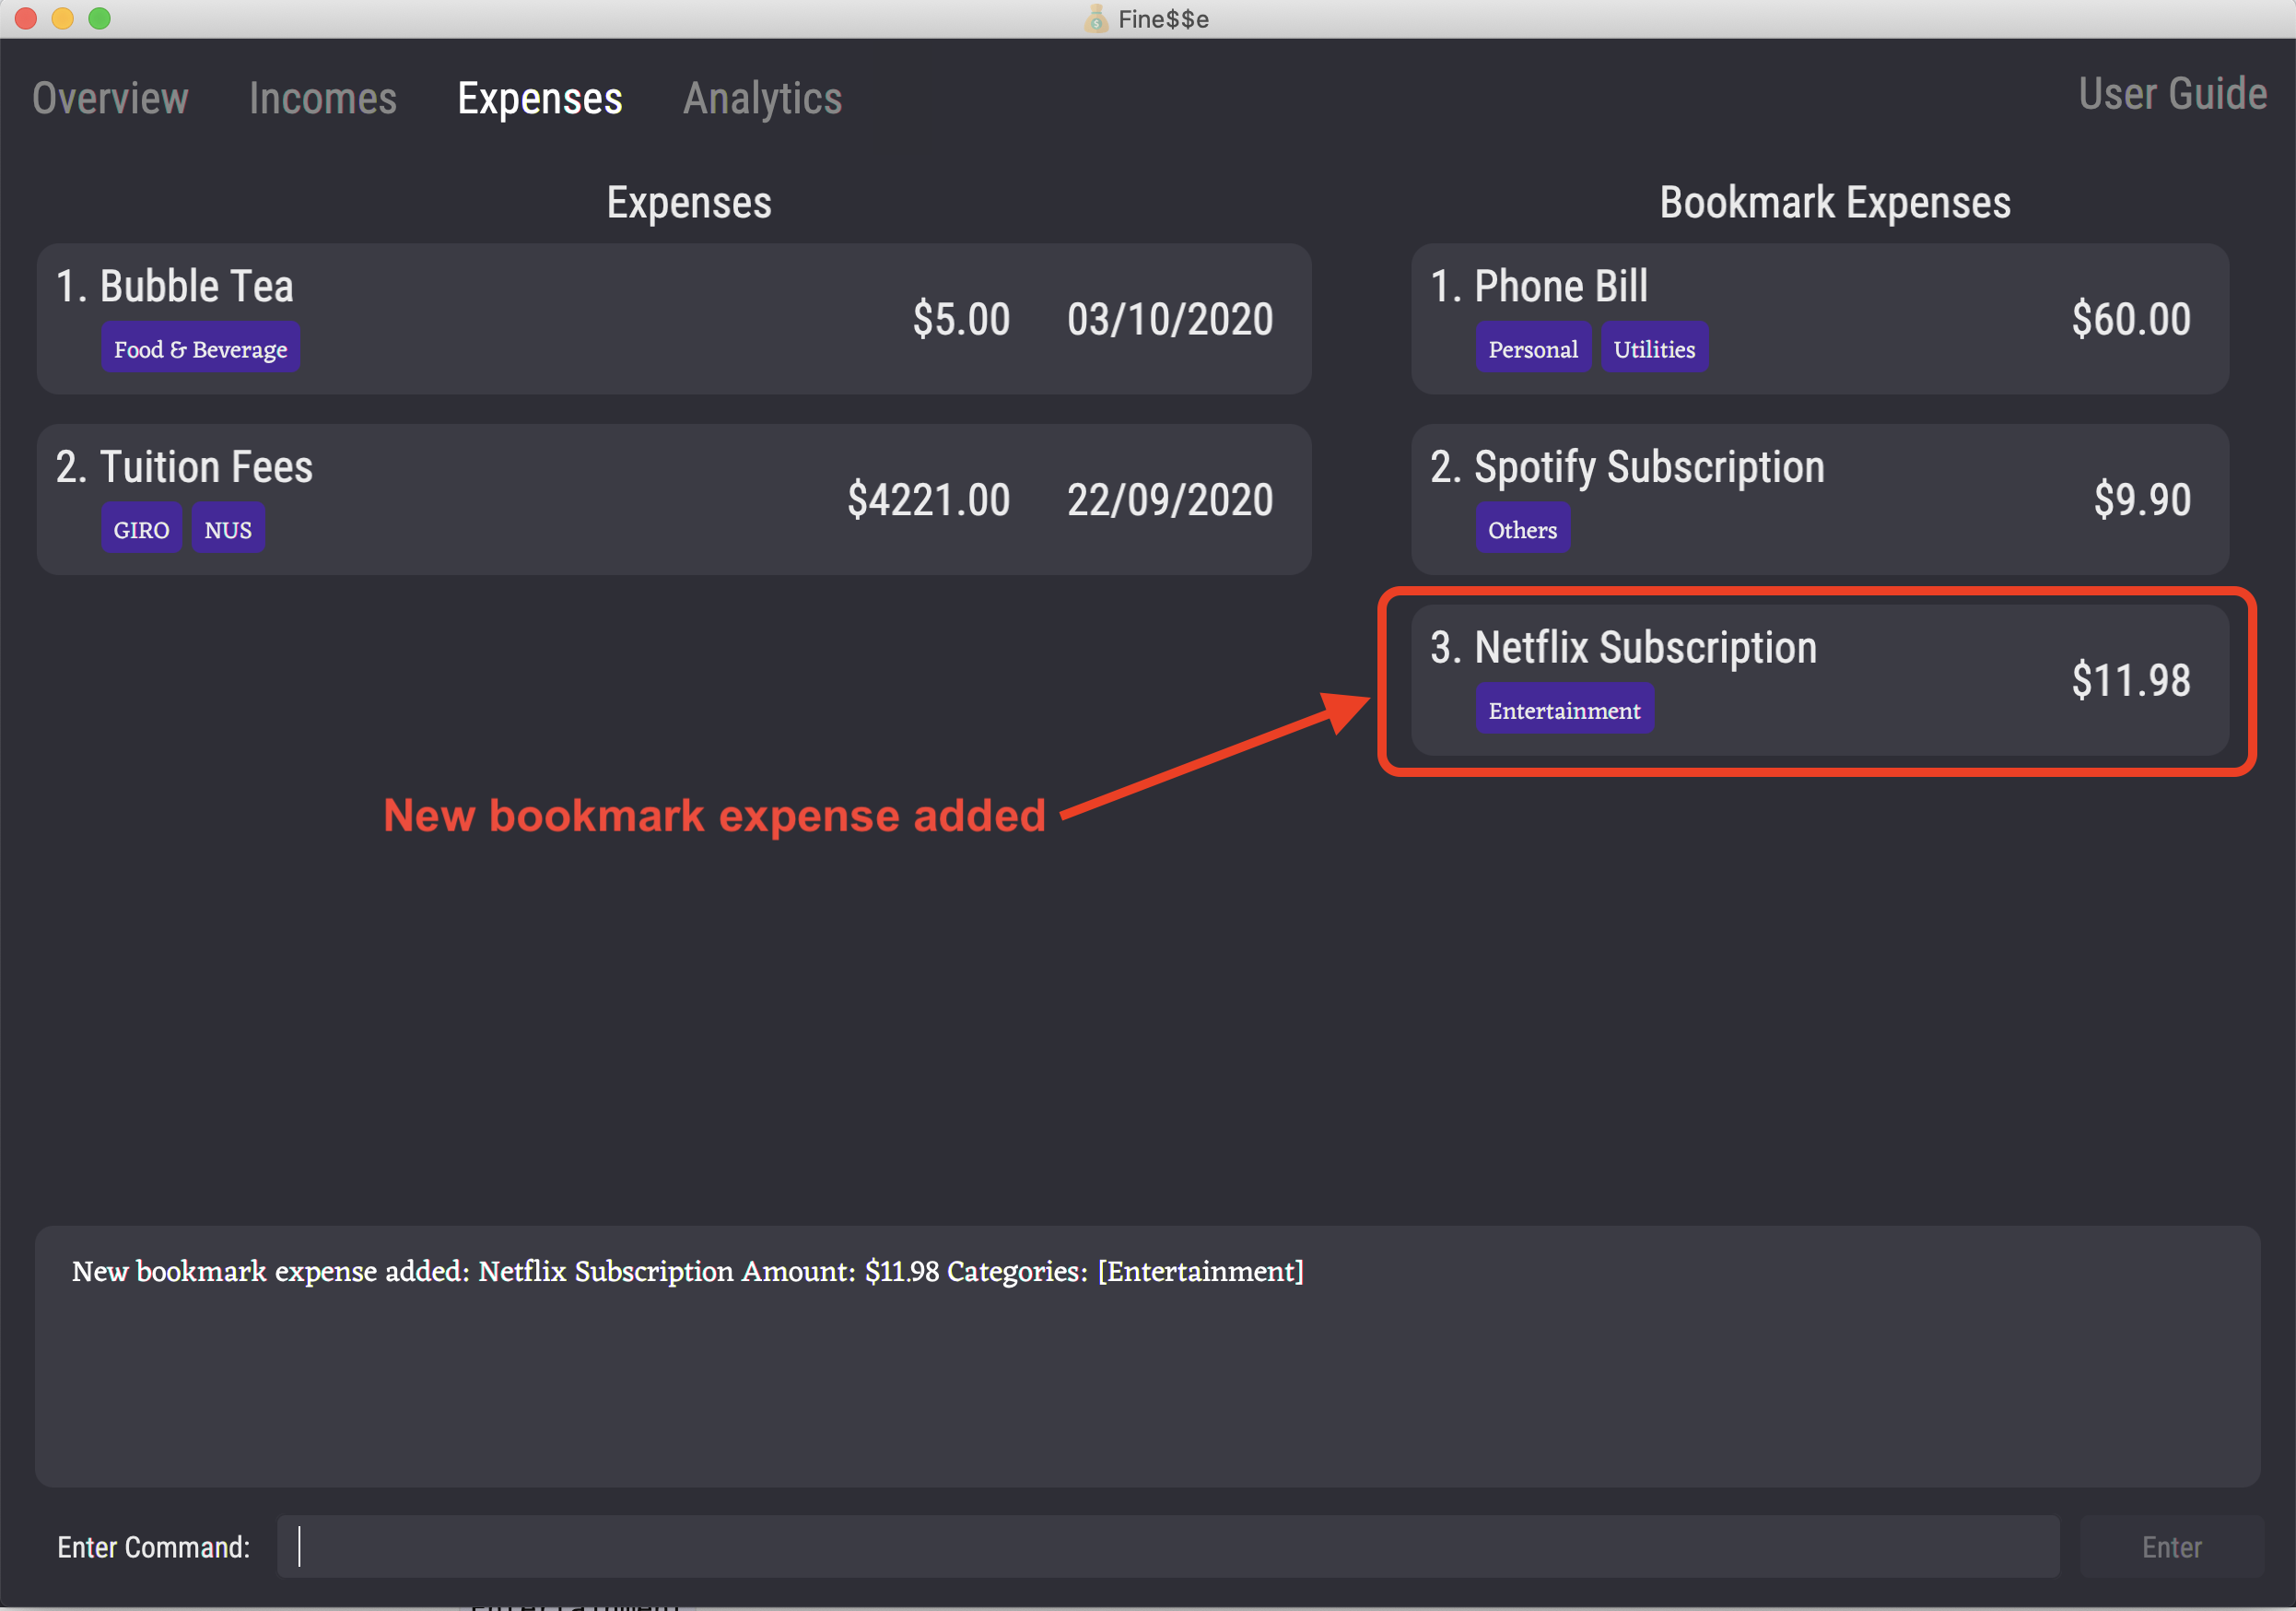 Fine$$e
Overview Incomes Expenses Analytics User Guide
Expenses
1. Bubble Tea
Food & Beverage
$5.00 03/10/2020
2. Tuition Fees
GIRO NUS
$4221.00 22/09/2020
Bookmark Expenses
1. Phone Bill
Personal Utilities
$60.00
2. Spotify Subscription
Others
$9.90
3. Netflix Subscription
Entertainment
$11.98
New bookmark expense added
New bookmark expense added: Netflix Subscription Amount: $11.98 Categories: [Entertainment]
Enter Command:
Enter